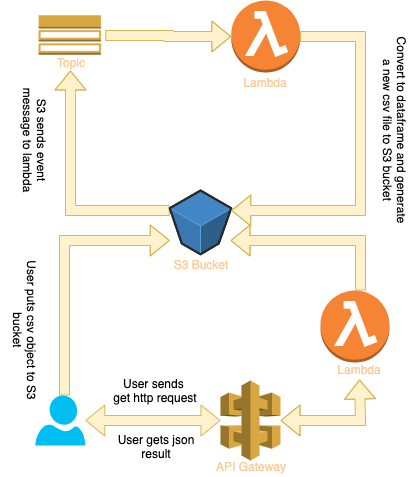 Topic
Lambda
S3 sends event
message to lambda
Convert to dataframe and generate
a new csv file to S3 bucket
S3 Bucket
User puts csv object to S3
bucket
Lambda
User sends
get http request
User gets json
result
API Gateway